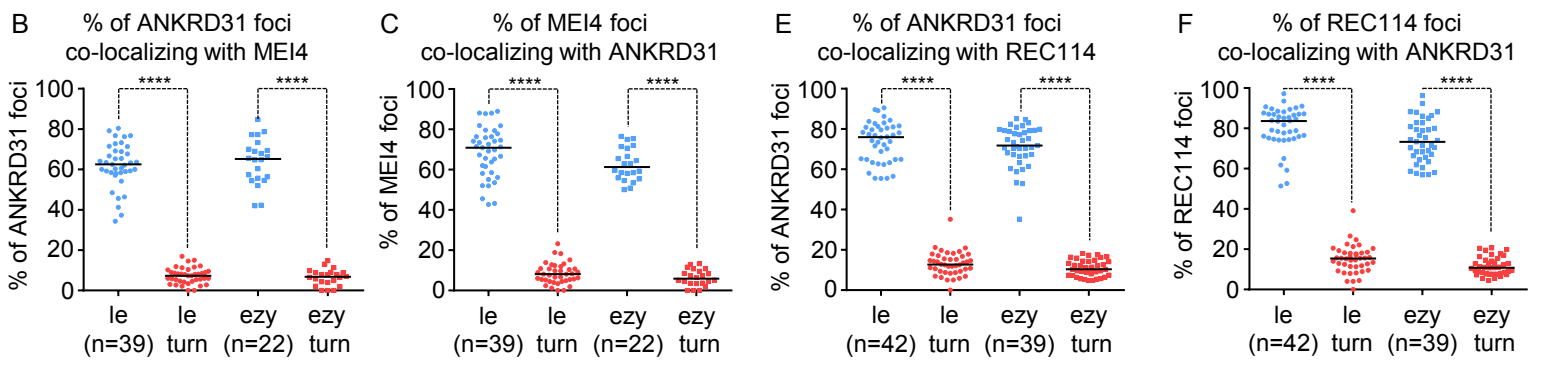 B
% of ANKRD31 foci
co-localizing with MEI4
% of ANKRD31 foci
100
80
60
40
20
0
****
****
le
(n=39)
le
turn
ezy
(n=22)
ezy
turn
C
% of MEI4 foci
co-localizing with ANKRD31
% of MEI4 foci
100
80
60
40
20
0
****
****
le
(n=39)
le
turn
ezy
(n=22)
ezy
turn
E
% of ANKRD31 foci
co-localizing with REC114
% of ANKRD31 foci
100
80
60
40
20
0
****
****
le
(n=42)
le
turn
ezy
(n=39)
ezy
turn
F
% of REC114 foci
co-localizing with ANKRD31
% of REC114 foci
100
80
60
40
20
0
****
****
le
(n=42)
le
turn
ezy
(n=39)
ezy
turn